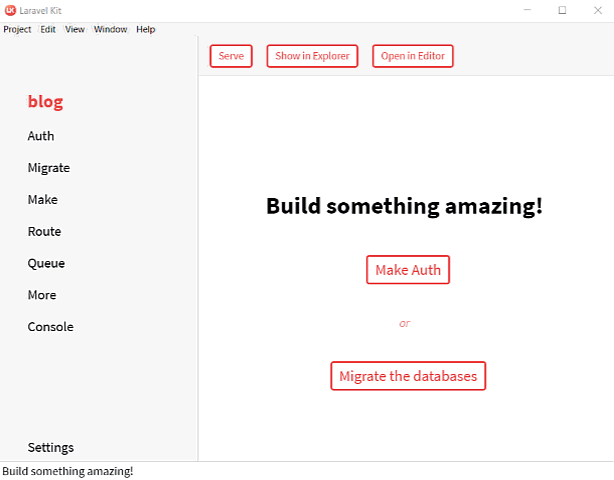 LK Laravel Kit
Project Edit View Window Help
Serve Show in Explorer Open in Editor
blog
Auth
Migrate
Make
Route
Queue
More
Console
Settings
Build something amazing!
Make Auth
or
Migrate the databases
Build something amazing!